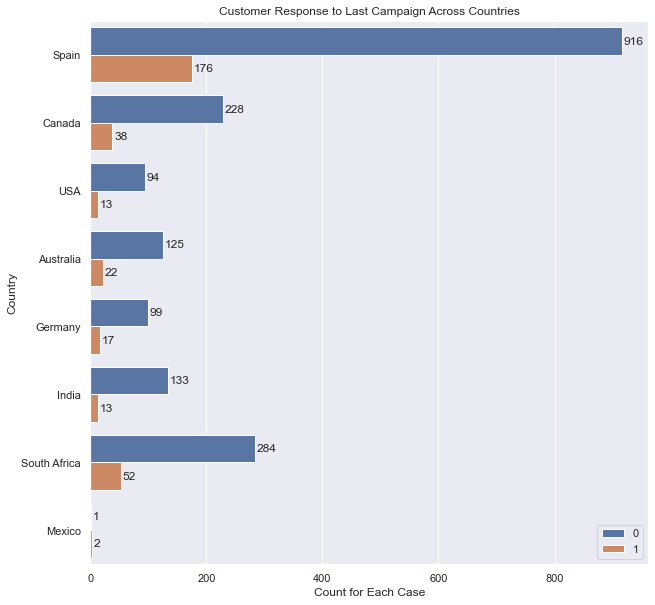 Customer Response to Last Campaign Across Countries
Spain
916
176
Canada
228
38
USA
94
13
Australia
125
22
Germany
99
17
India
133
13
South Africa
284
52
Mexico
1
2
Country
0
1
0 200 400 600 800
Count for Each Case